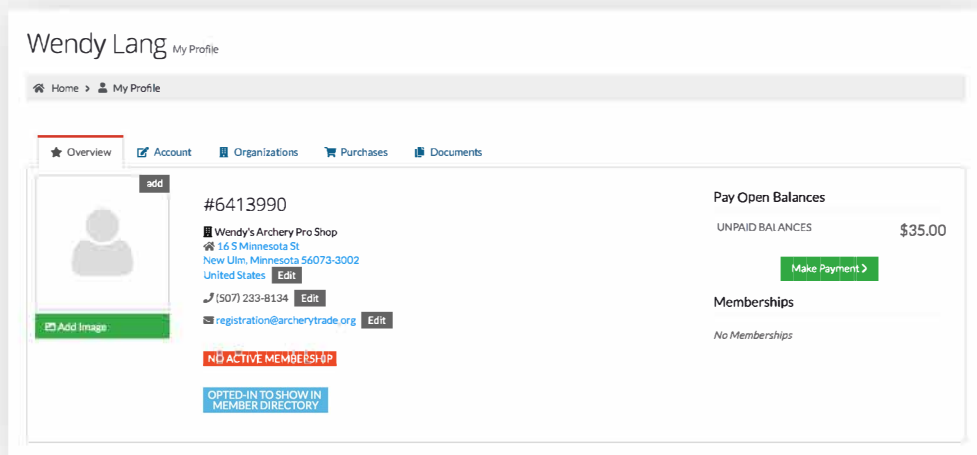 Wendy Lang My Profile
Home > My Profile
Overview Account Organizations Purchases Documents
add
Add Image
#6413990
Wendy's Archery Pro Shop
16 S Minnesota St
New Ulm, Minnesota 56073-3002
United States Edit
(507) 233-8134 Edit
registration@archerytrade.org Edit
NO ACTIVE MEMBERSHIP
OPTED-IN TO SHOW IN
MEMBER DIRECTORY
Pay Open Balances
UNPAID BALANCES $35.00
Make Payment >
Memberships
No Memberships